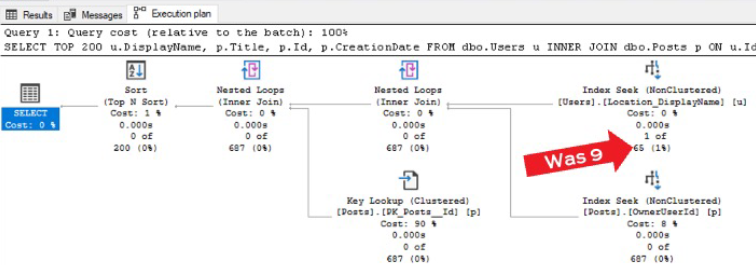 Results Messages Execution plan
Query 1: Query cost (relative to the batch): 100%
SELECT TOP 200 u.DisplayName, p.Title, p.Id, p.CreationDate FROM dbo.Users u INNER JOIN dbo.Posts p ON u.Id
SELECT
Cost: 0 %
Sort
(Top N Sort)
Cost: 1 %
0.000s
0 of
200 (0%)
Nested Loops
(Inner Join)
Cost: 0 %
0.000s
0 of
687 (0%)
Nested Loops
(Inner Join)
Cost: 0 %
0.000s
0 of
687 (0%)
Index Seek (NonClustered)
[Users].[Location_DisplayName] [u]
Cost: 0 %
0.000s
1 of
65 (1%)
Was 9
Key Lookup (Clustered)
[Posts].[PK_Posts__Id] [p]
Cost: 90 %
0.000s
0 of
687 (0%)
Index Seek (NonClustered)
[Posts].[OwnerUserId] [p]
Cost: 8 %
0.000s
0 of
687 (0%)